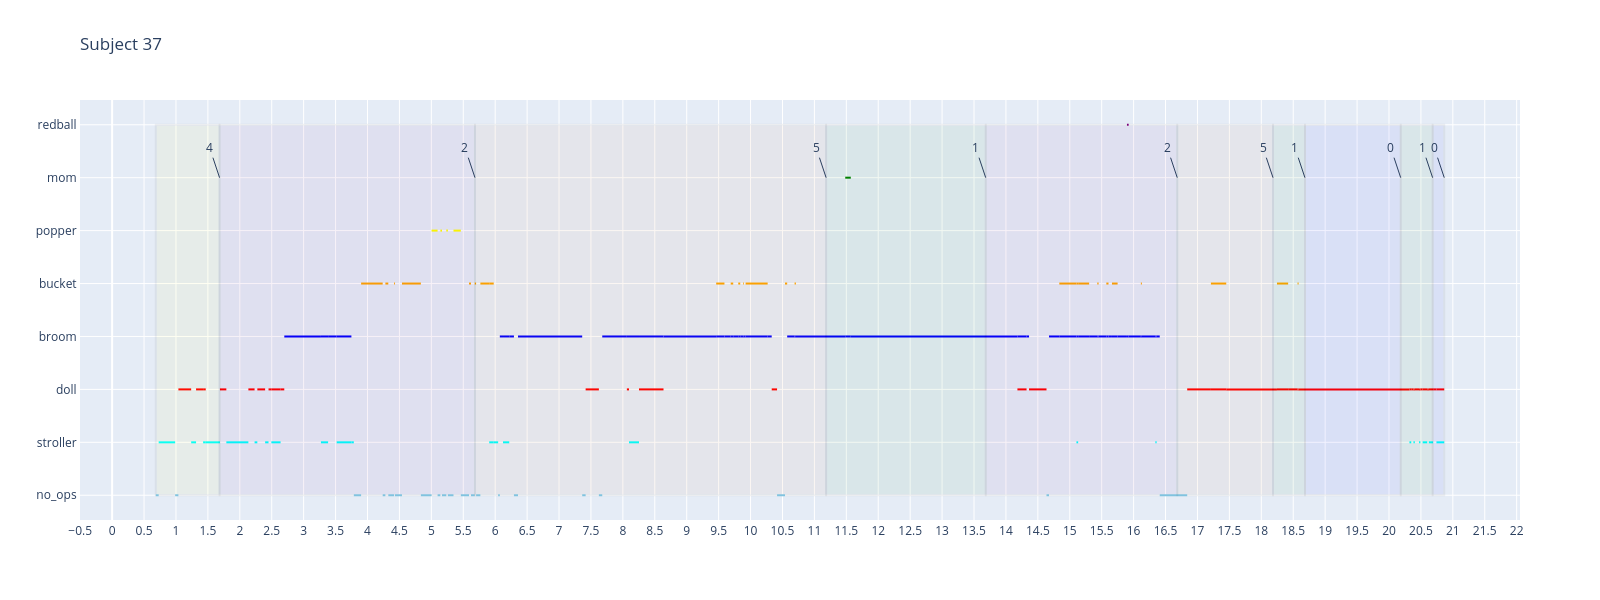 Subject 37
redball
4 2 5 1 2 5 1 0 1 0
mom
popper
bucket
broom
doll
stroller
no_ops
−0.5 0 0.5 1 1.5 2 2.5 3 3.5 4 4.5 5 5.5 6 6.5 7 7.5 8 8.5 9 9.5 10 10.5 11 11.5 12 12.5 13 13.5 14 14.5 15 15.5 16 16.5 17 17.5 18 18.5 19 19.5 20 20.5 21 21.5 22